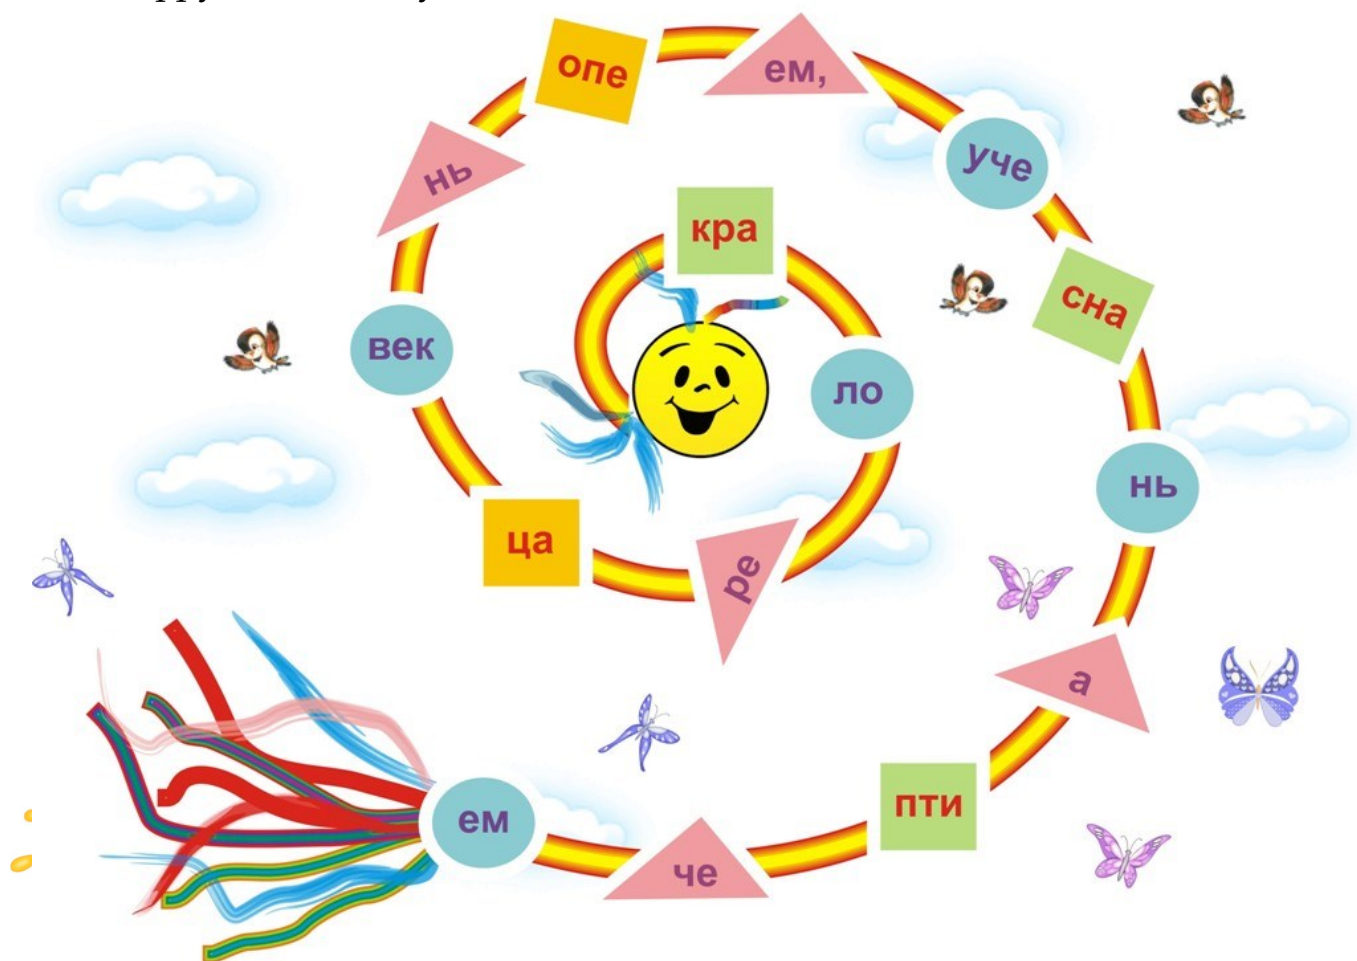 кра
ло
ре
ца
век
нь
опе
ем,
уче
сна
нь
а
пти
че
ем